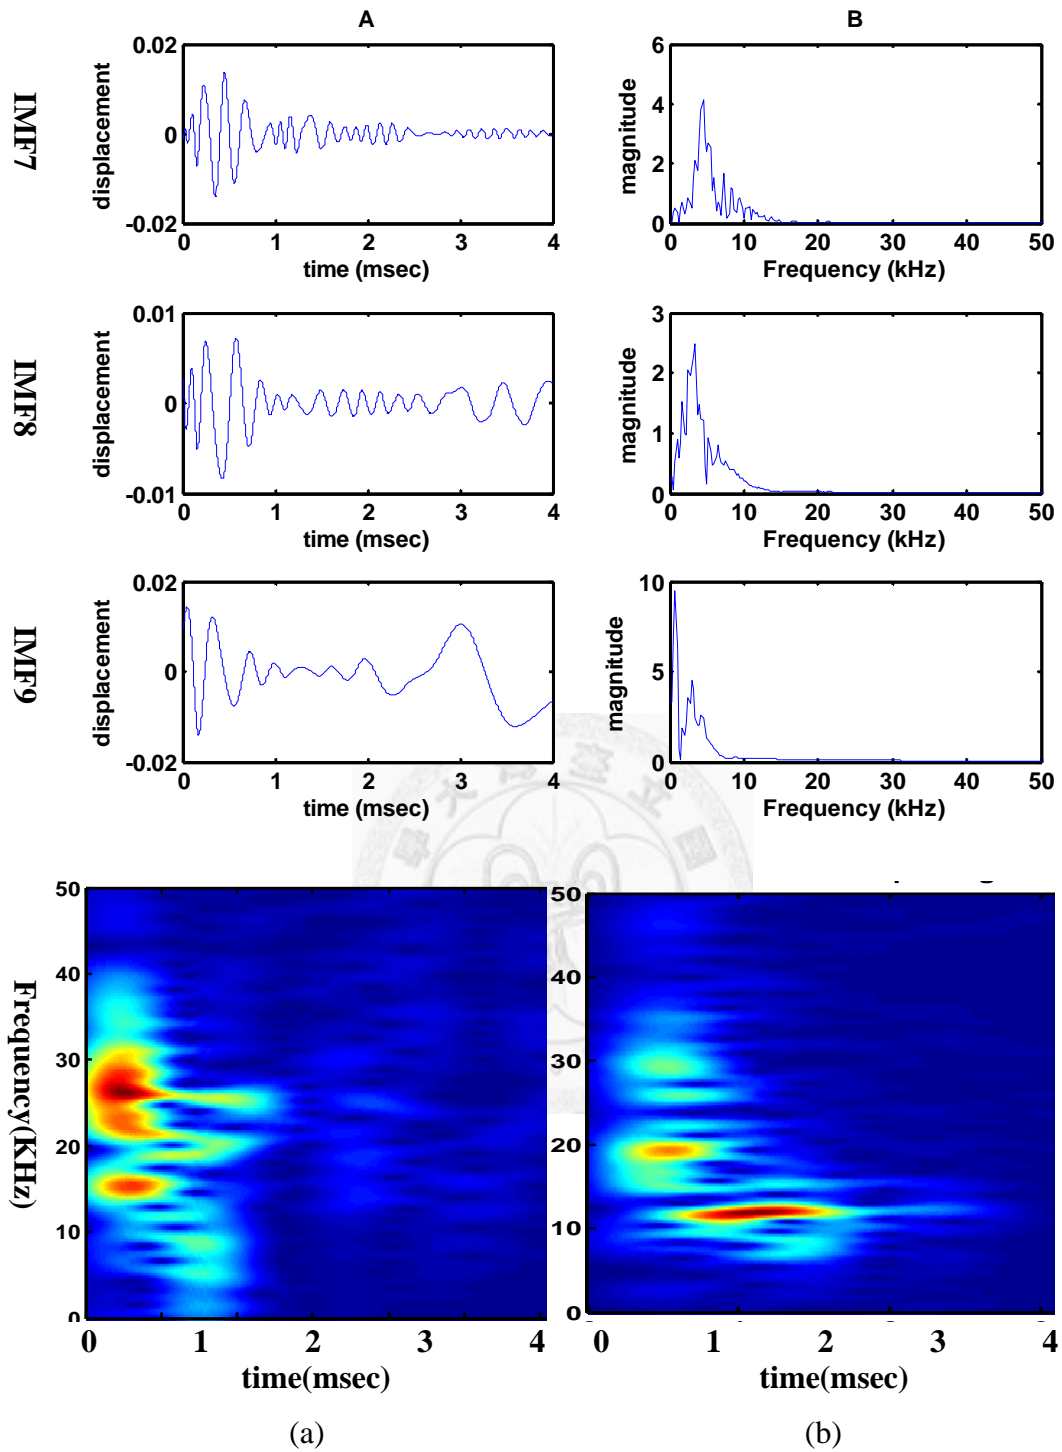 A
B
IMF7
displacement
0.02
0
-0.02
0 1 2 3 4
time (msec)
magnitude
6
4
2
0
0 10 20 30 40 50
Frequency (kHz)
IMF8
displacement
0.01
0
-0.01
0 1 2 3 4
time (msec)
magnitude
3
2
1
0
0 10 20 30 40 50
Frequency (kHz)
IMF9
displacement
0.02
0
-0.02
0 1 2 3 4
time (msec)
magnitude
10
5
0
0 10 20 30 40 50
Frequency (kHz)
大
立
國
Frequency(KHz)
50
40
30
20
10
0
0 1 2 3 4
time(msec)
50
40
30
20
10
0
0 1 2 3 4
time(msec)
(a)
(b)